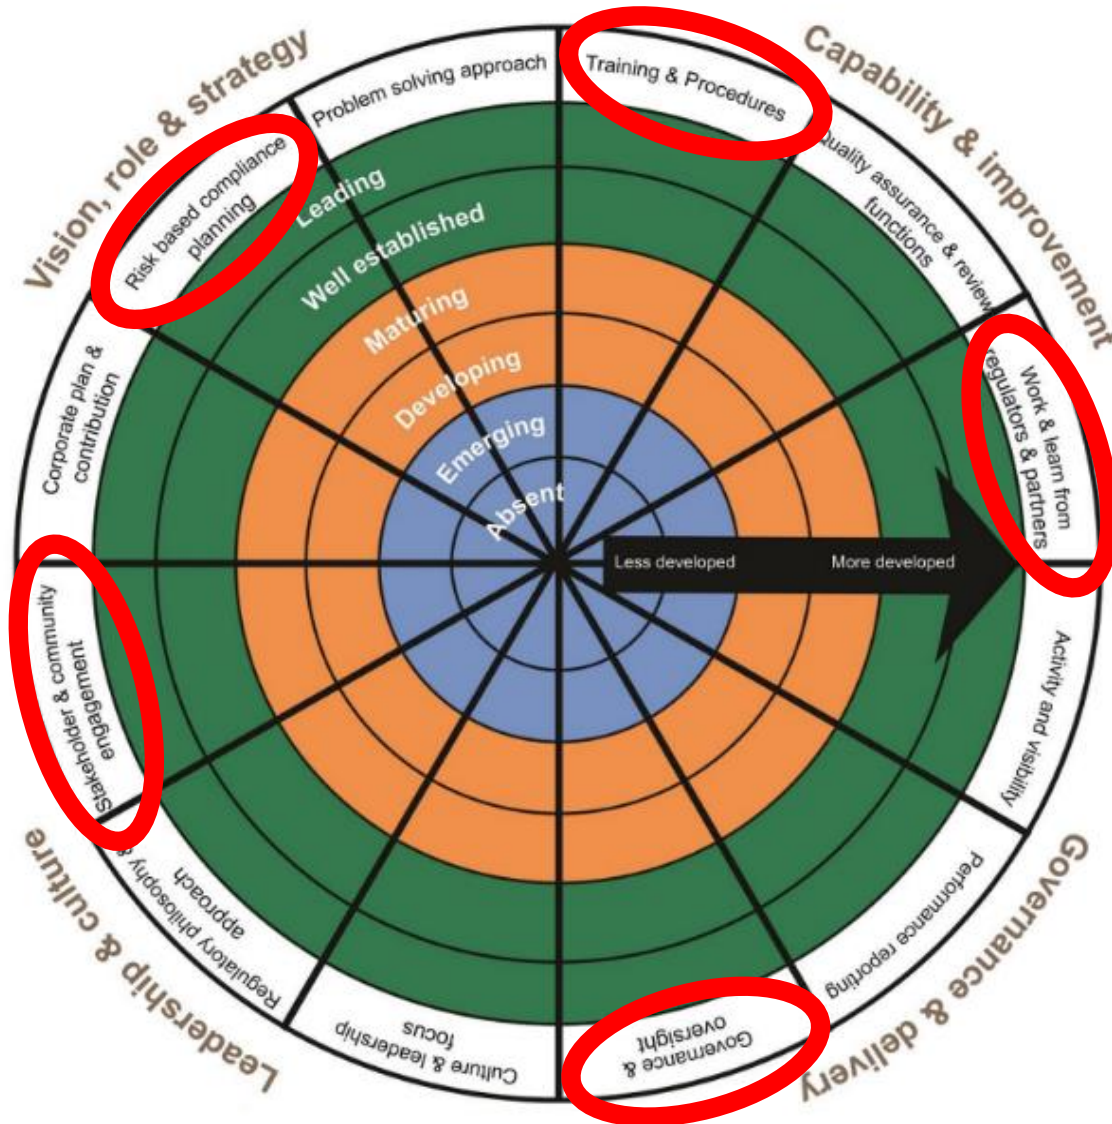 Vision, role & strategy
Capability & improvement
Governance & delivery
Leadership & culture
Problem solving approach
Training & Procedures
Quality assurance & review
functions
Work & learn from
regulators & partners
Activity and visibility
Performance reporting
Governance &
oversight
Culture & leadership
focus
Regulatory philosophy &
approach
Stakeholder & community
engagement
Corporate plan &
contribution
Risk based compliance
planning
Leading
Well established
Maturing
Developing
Emerging
Absent
Less developed
More developed